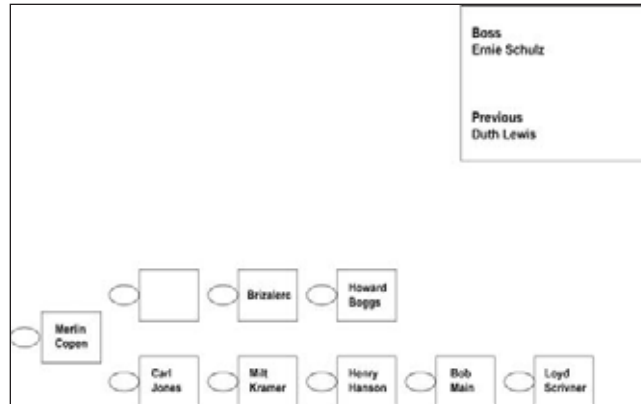 Boss
Ernie Schulz
Previous
Duth Lewis
Howard
Boggs
Merlin
Copen
Carl
Jones
Milt
Kramer
Henry
Hanson
Bob
Main
Loyd
Scrivner